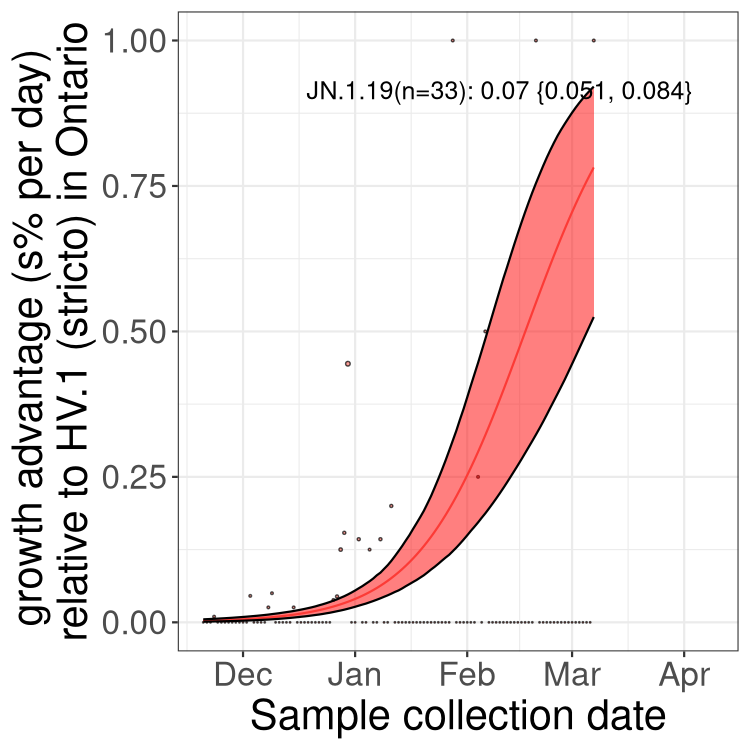 growth advantage (s% per day)
relative to HV.1 (stricto) in Ontario
1.00
0.75
0.50
0.25
0.00
JN.1.19(n=33): 0.07 {0.051, 0.084}
Dec Jan Feb Mar Apr
Sample collection date